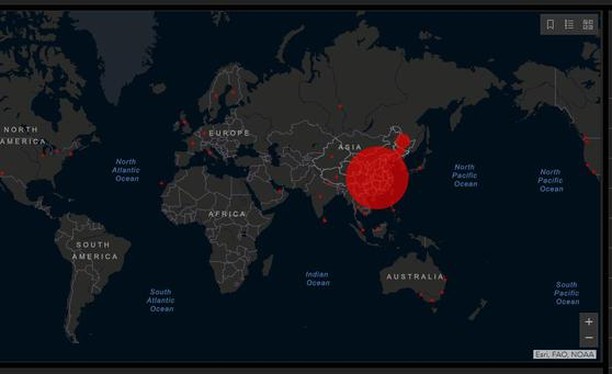 NORTH
AMERICA
North
Atlantic
Ocean
EUROPE
ASIA
North
Pacific
Ocean
North
Pacific
Ocean
AFRICA
SOUTH
AMERICA
South
Atlantic
Ocean
Indian
Ocean
AUSTRALIA
South
Pacific
Ocean
+
−
Esri, FAO, NOAA